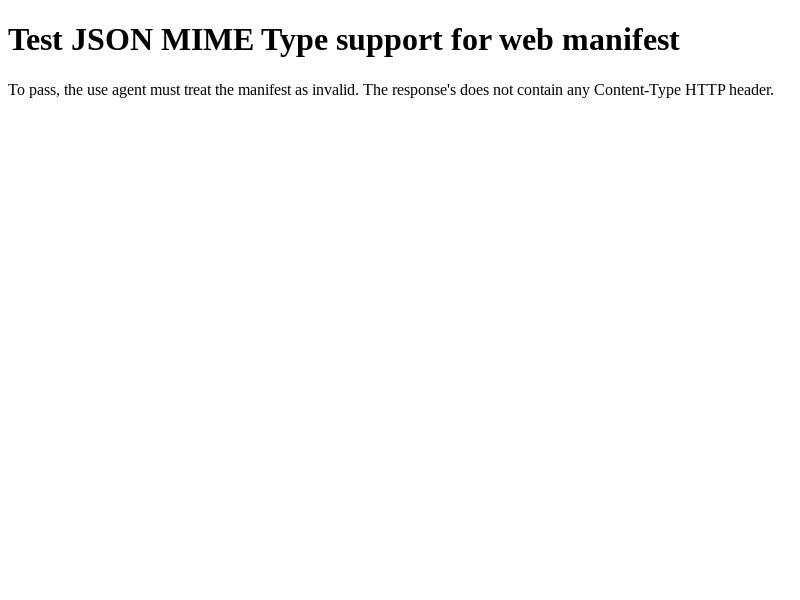 Test JSON MIME Type support for web manifest
To pass, the use agent must treat the manifest as invalid. The response's does not contain any Content-Type HTTP header.